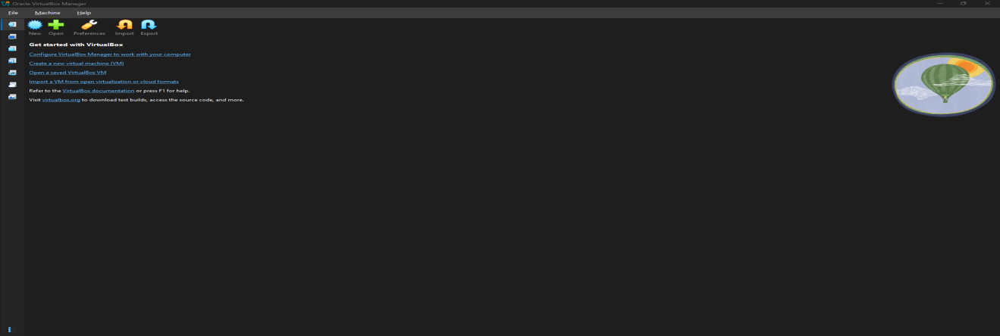 Oracle VirtualBox Manager
File Machine Help
New Open Preferences Import Export
Get started with VirtualBox
Configure VirtualBox Manager to work with your computer
Create a new virtual machine (VM)
Open a saved VirtualBox VM
Import a VM from open virtualization or cloud formats
Refer to the VirtualBox documentation or press F1 for help.
Visit virtualbox.org to download test builds, access the source code, and more.